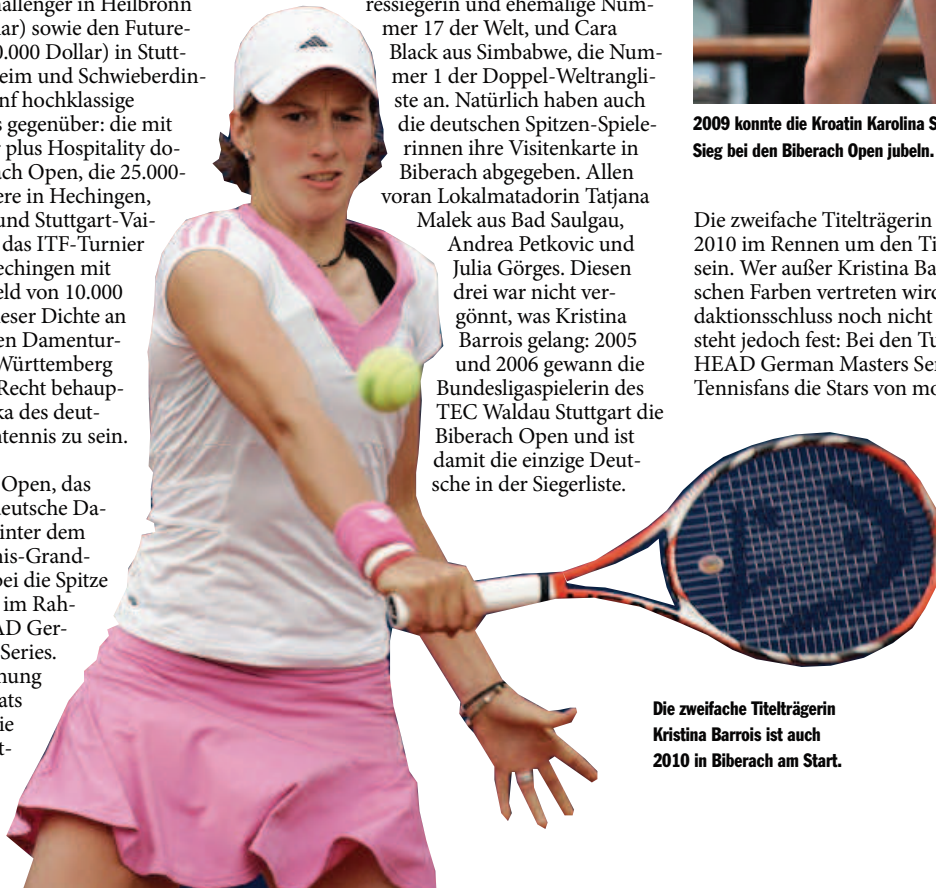 hallenger in Heilbronn
lar) sowie den Future-
0.000 Dollar) in Stutt-
eim und Schwieberdin-
nf hochklassige
s gegenüber: die mit
plus Hospitality do-
ach Open, die 25.000-
ere in Hechingen,
und Stuttgart-Vai-
das ITF-Turnier
echingen mit
eld von 10.000
ieser Dichte an
en Damentur-
Württemberg
Recht behaup-
ka des deut-
ntennis zu sein.
Open, das
deutsche Da-
inter dem
nis-Grand-
bei die Spitze
im Rah-
AD Ger-
Series.
nung
ats
ie
t-
ressiegerin und ehemalige Num-
mer 17 der Welt, und Cara
Black aus Simbabwe, die Num-
mer 1 der Doppel-Weltrangli-
ste an. Natürlich haben auch
die deutschen Spitzen-Spiele-
rinnen ihre Visitenkarte in
Biberach abgegeben. Allen
voran Lokalmatadorin Tatjana
Malek aus Bad Saulgau,
Andrea Petkovic und
Julia Görges. Diesen
drei war nicht ver-
gönnt, was Kristina
Barrois gelang: 2005
und 2006 gewann die
Bundesligaspielerin des
TEC Waldau Stuttgart die
Biberach Open und ist
damit die einzige Deut-
sche in der Siegerliste.
2009 konnte die Kroatin Karolina S
Sieg bei den Biberach Open jubeln.
Die zweifache Titelträgerin
2010 im Rennen um den Ti
sein. Wer außer Kristina Ba
schen Farben vertreten wird
daktionsschluss noch nicht
steht jedoch fest: Bei den Tu
HEAD German Masters Ser
Tennisfans die Stars von mo
Die zweifache Titelträgerin
Kristina Barrois ist auch
2010 in Biberach am Start.